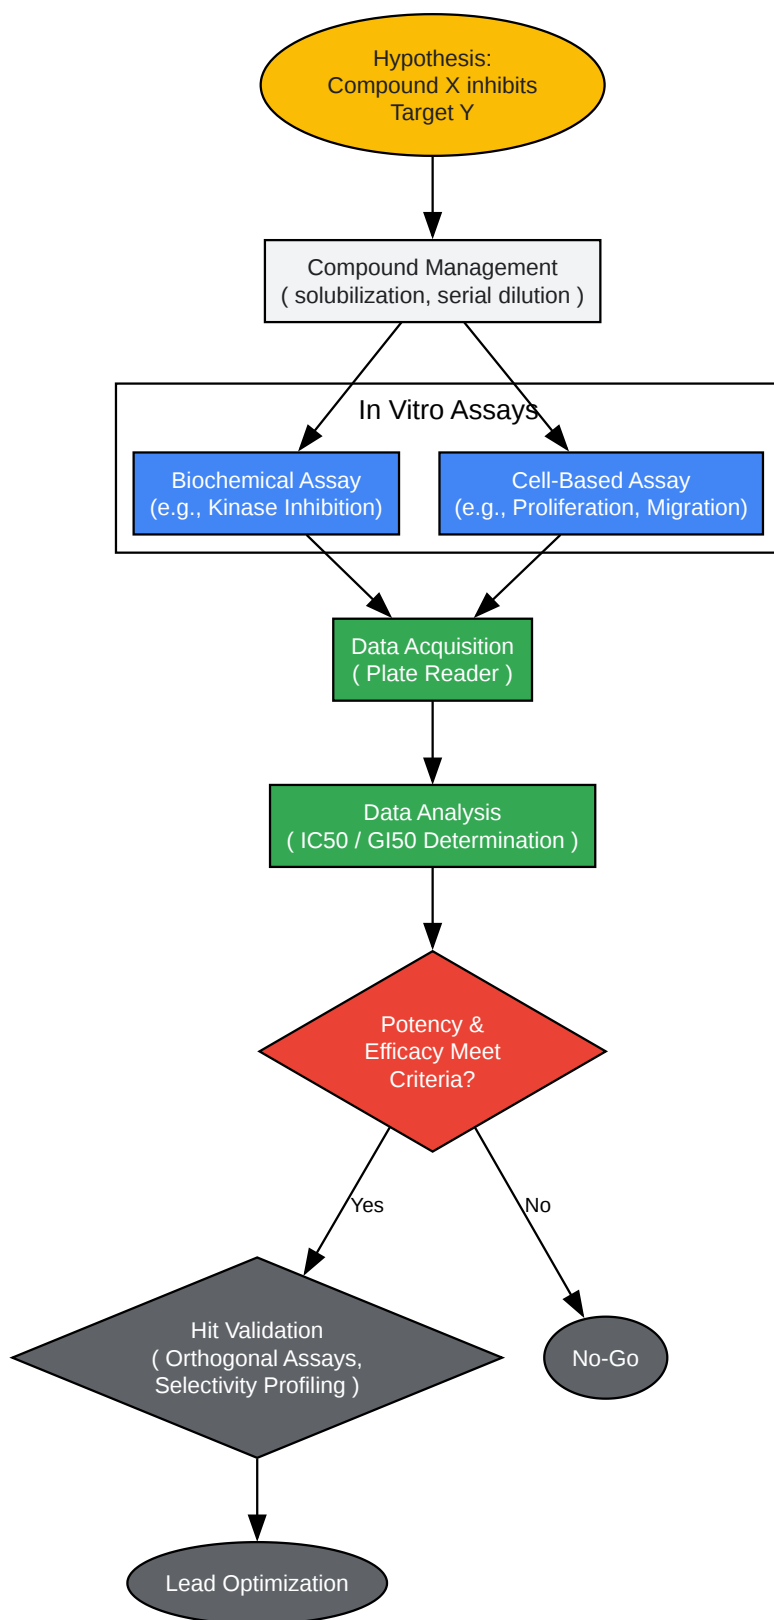 Hypothesis:
Compound X inhibits
Target Y
Compound Management
( solubilization, serial dilution )
In Vitro Assays
Biochemical Assay
(e.g., Kinase Inhibition)
Cell-Based Assay
(e.g., Proliferation, Migration)
Data Acquisition
( Plate Reader )
Data Analysis
( IC50 / GI50 Determination )
Potency &
Efficacy Meet
Criteria?
Yes
No
Hit Validation
( Orthogonal Assays,
Selectivity Profiling )
No-Go
Lead Optimization